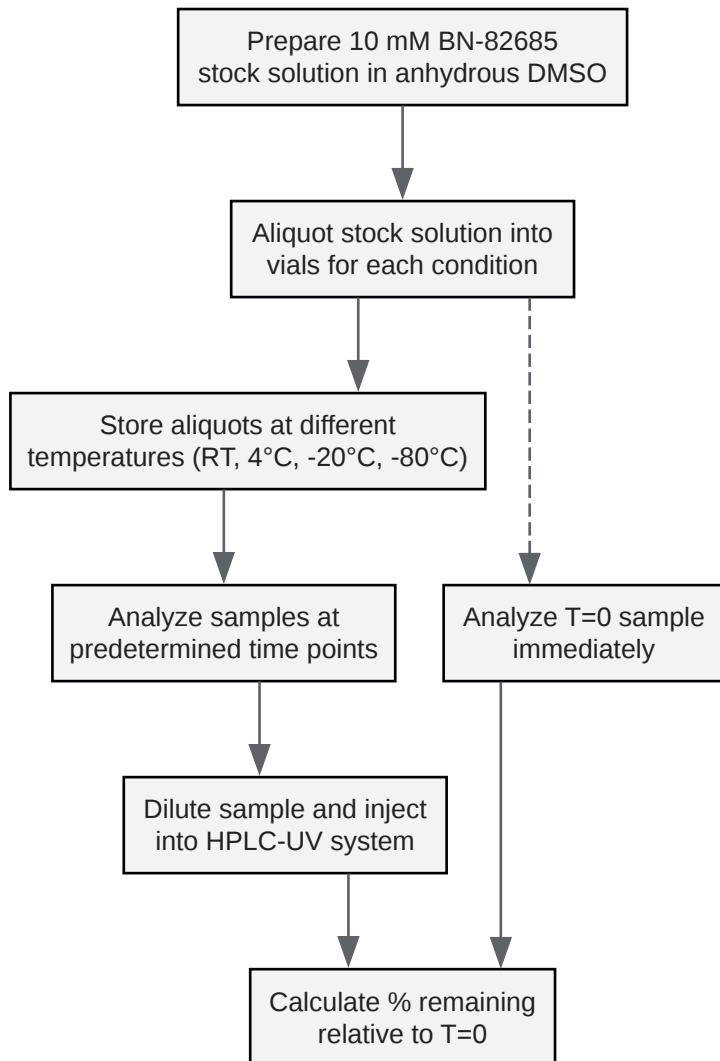 Prepare 10 mM BN-82685
stock solution in anhydrous DMSO
Aliquot stock solution into
vials for each condition
Store aliquots at different
temperatures (RT, 4°C, -20°C, -80°C)
Analyze samples at
predetermined time points
Analyze T=0 sample
immediately
Dilute sample and inject
into HPLC-UV system
Calculate % remaining
relative to T=0